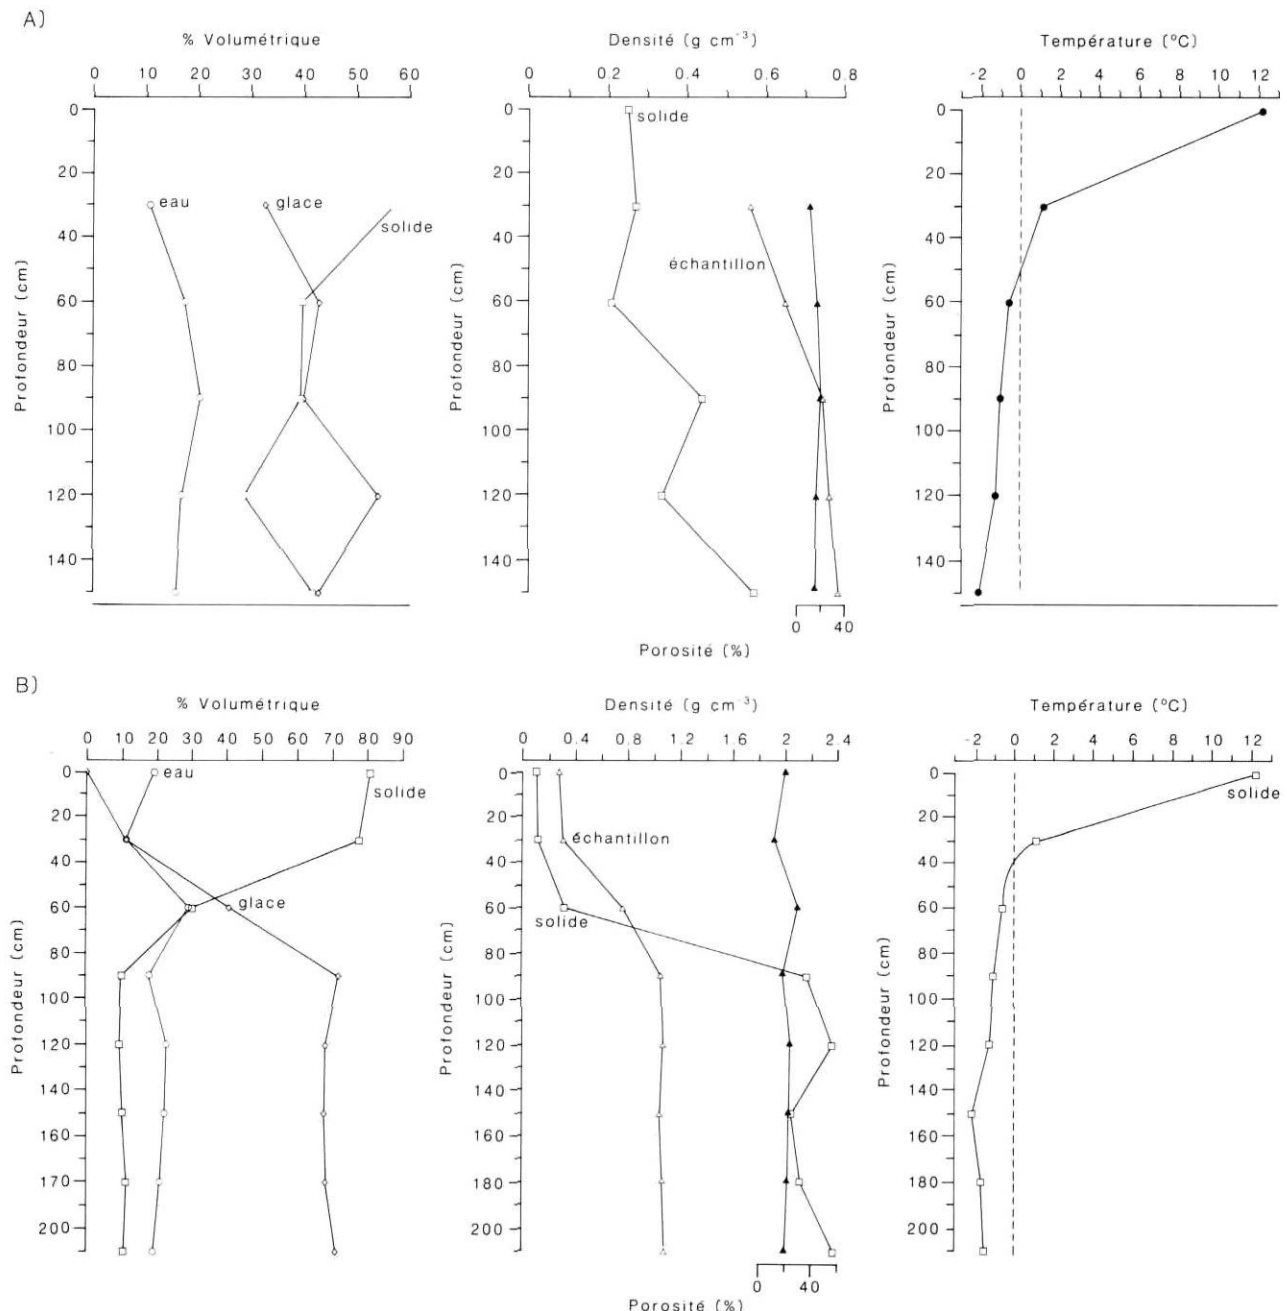 A)
% Volumétrique
Densité (g cm-3)
Température (ºC)
0 10 20 30 40 50 60
0 0.2 0.4 0.6 0.8
-2 0 2 4 6 8 10 12
0
20
40
60
80
100
120
140
Profondeur (cm)
eau
glace
solide
0
20
40
60
80
100
120
140
Profondeur (cm)
solide
échantillon
0 40
Porosité (%)
0
20
40
60
80
100
120
140
Profondeur (cm)
B)
% Volumétrique
Densité (g cm-3)
Température (ºC)
0 10 20 30 40 50 60 70 80 90
0 0.4 0.8 1.2 1.6 2 2.4
-2 0 2 4 6 8 10 12
0
20
40
60
80
100
120
140
160
170
200
Profondeur (cm)
eau
solide
glace
0
20
40
60
80
100
120
140
160
180
200
Profondeur (cm)
échantillon
solide
0 40
Porosité (%)
0
20
40
60
80
100
120
140
160
180
200
Profondeur (cm)
solide